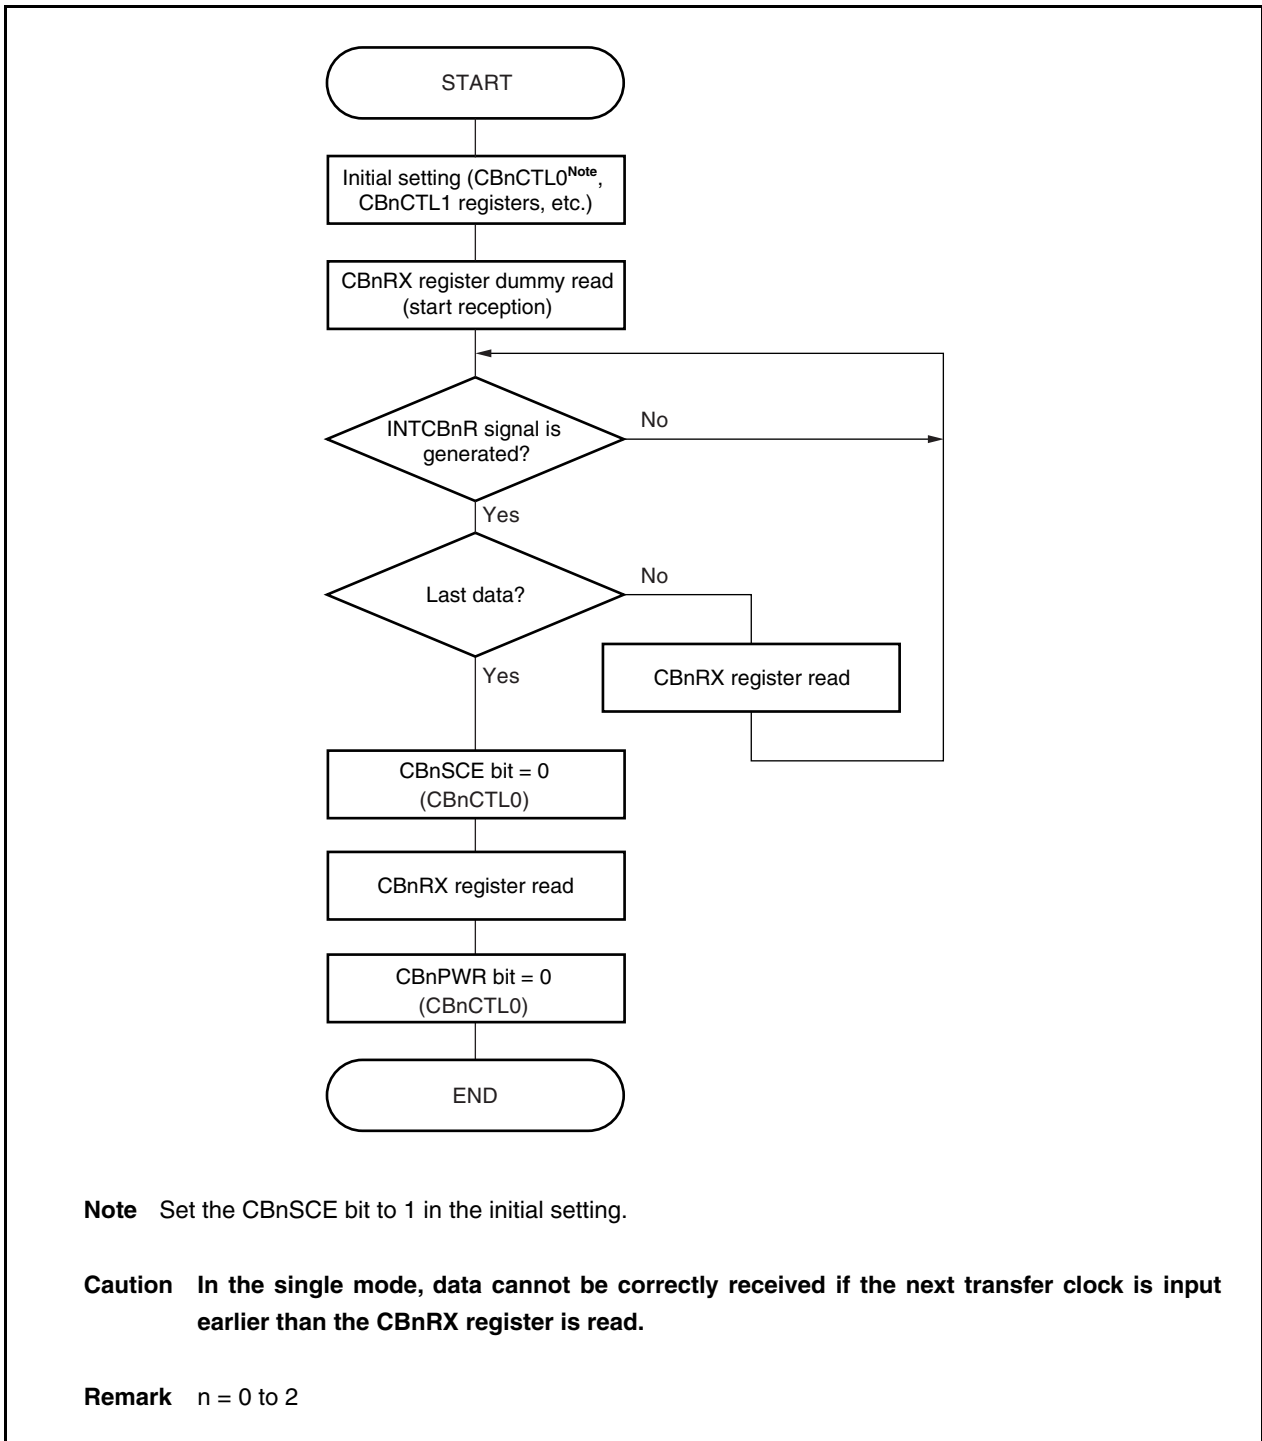 START
Initial setting (CBnCTL0Note,
CBnCTL1 registers, etc.)
CBnRX register dummy read
(start reception)
INTCBnR signal is
generated?
No
Yes
Last data?
No
Yes
CBnRX register read
CBnSCE bit = 0
(CBnCTL0)
CBnRX register read
CBnPWR bit = 0
(CBnCTL0)
END
Note Set the CBnSCE bit to 1 in the initial setting.
Caution In the single mode, data cannot be correctly received if the next transfer clock is input
earlier than the CBnRX register is read.
Remark n = 0 to 2